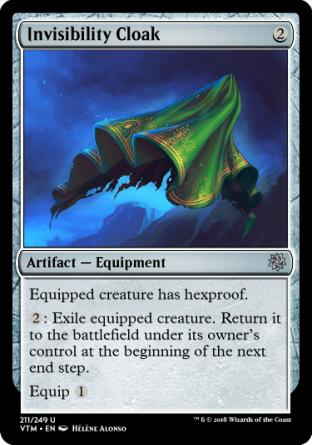 Invisibility Cloak 2
Artifact — Equipment
Equipped creature has hexproof.
2: Exile equipped creature. Return it
to the battlefield under its owner's
control at the beginning of the next
end step.
Equip 1
211/249 U
VTM • EN Hélène Alonso
™ & © 2018 Wizards of the Coast